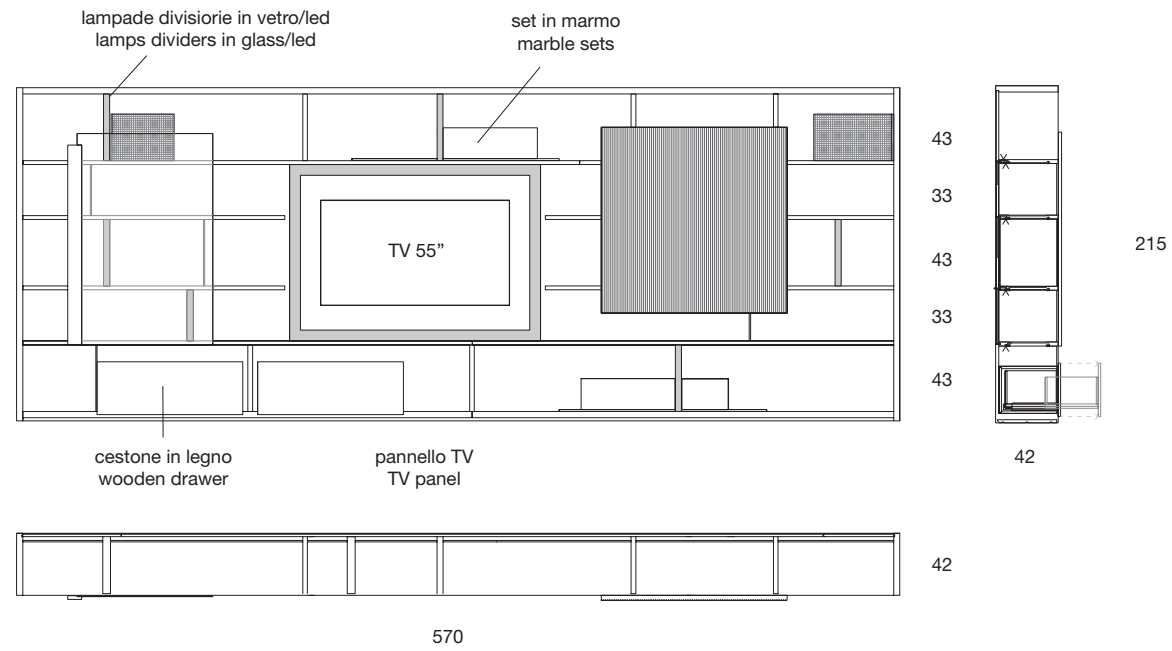 lampade divisiorie in vetro/led
lamps dividers in glass/led
set in marmo
marble sets
43
33
TV 55”
43
215
33
43
cestone in legno
wooden drawer
pannello TV
TV panel
42
42
570